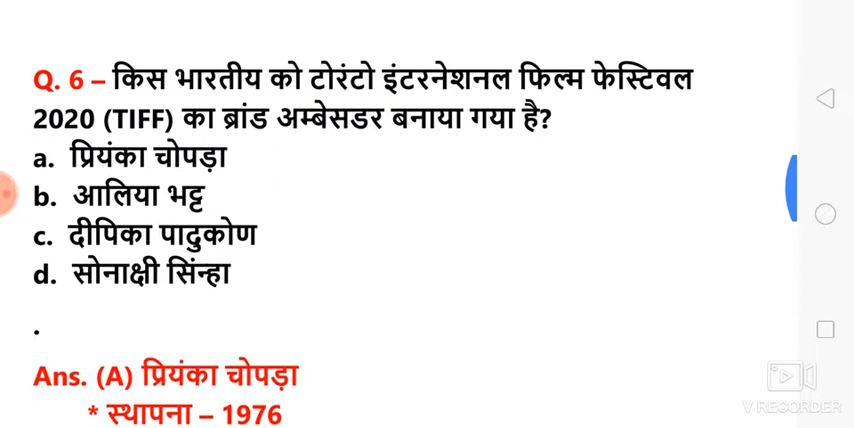 Q. 6 – किस भारतीय को टोरंटो इंटरनेशनल फिल्म फेस्टिवल
2020 (TIFF) का ब्रांड अम्बेसडर बनाया गया है?
a. प्रियंका चोपड़ा
b. आलिया भट्ट
c. दीपिका पादुकोण
d. सोनाक्षी सिंन्हा
.
Ans. (A) प्रियंका चोपड़ा
* स्थापना – 1976
V RECORDER